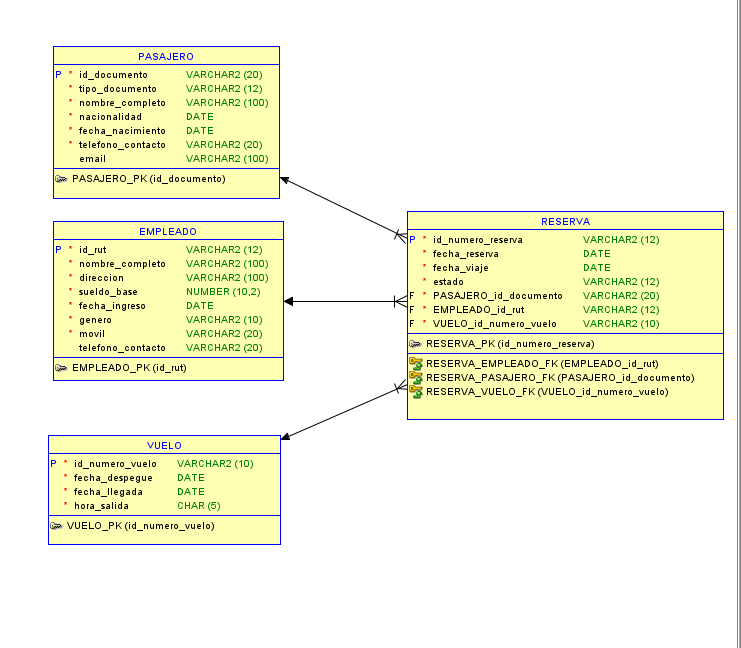 PASAJERO
P * id_documento VARCHAR2 (20)
* tipo_documento VARCHAR2 (12)
* nombre_completo VARCHAR2 (100)
* nacionalidad DATE
* fecha_nacimiento DATE
* telefono_contacto VARCHAR2 (20)
email VARCHAR2 (100)
PASAJERO_PK (id_documento)
EMPLEADO
P * id_rut VARCHAR2 (12)
* nombre_completo VARCHAR2 (100)
* direccion VARCHAR2 (100)
* sueldo_base NUMBER (10,2)
* fecha_ingreso DATE
* genero VARCHAR2 (10)
* movil VARCHAR2 (20)
telefono_contacto VARCHAR2 (20)
EMPLEADO_PK (id_rut)
RESERVA
P * id_numero_reserva VARCHAR2 (12)
* fecha_reserva DATE
* fecha_viaje DATE
* estado VARCHAR2 (12)
F * PASAJERO_id_documento VARCHAR2 (20)
F * EMPLEADO_id_rut VARCHAR2 (12)
F * VUELO_id_numero_vuelo VARCHAR2 (10)
RESERVA_PK (id_numero_reserva)
RESERVA_EMPLEADO_FK (EMPLEADO_id_rut)
RESERVA_PASAJERO_FK (PASAJERO_id_documento)
RESERVA_VUELO_FK (VUELO_id_numero_vuelo)
VUELO
P * id_numero_vuelo VARCHAR2 (10)
* fecha_despegue DATE
* fecha_llegada DATE
* hora_salida CHAR (5)
VUELO_PK (id_numero_vuelo)